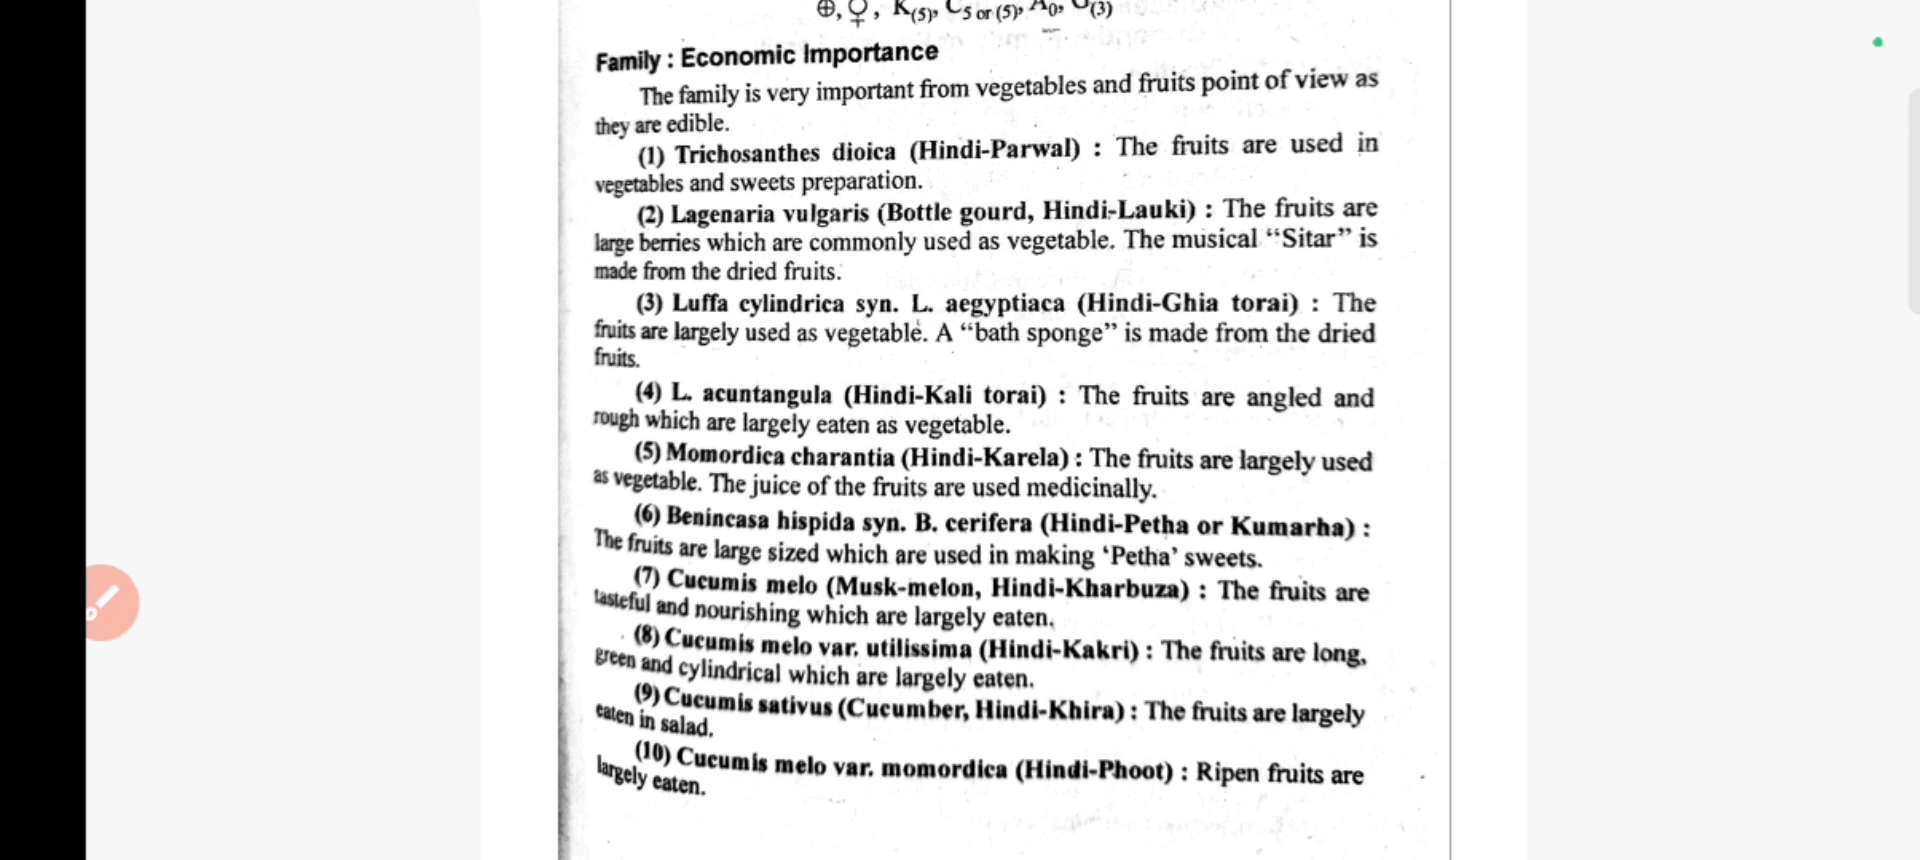 ⊕, ♀, K(5), C5 or (5), A0, G(3)
Family : Economic Importance
The family is very important from vegetables and fruits point of view as
they are edible.
(1) Trichosanthes dioica (Hindi-Parwal) : The fruits are used in
vegetables and sweets preparation.
(2) Lagenaria vulgaris (Bottle gourd, Hindi-Lauki) : The fruits are
large berries which are commonly used as vegetable. The musical “Sitar” is
made from the dried fruits.
(3) Luffa cylindrica syn. L. aegyptiaca (Hindi-Ghia torai) : The
fruits are largely used as vegetable. A “bath sponge” is made from the dried
fruits.
(4) L. acuntangula (Hindi-Kali torai) : The fruits are angled and
rough which are largely eaten as vegetable.
(5) Momordica charantia (Hindi-Karela) : The fruits are largely used
as vegetable. The juice of the fruits are used medicinally.
(6) Benincasa hispida syn. B. cerifera (Hindi-Petha or Kumarha) :
The fruits are large sized which are used in making ‘Petha’ sweets.
(7) Cucumis melo (Musk-melon, Hindi-Kharbuza) : The fruits are
tasteful and nourishing which are largely eaten.
(8) Cucumis melo var. utilissima (Hindi-Kakri) : The fruits are long,
green and cylindrical which are largely eaten.
(9) Cucumis sativus (Cucumber, Hindi-Khira) : The fruits are largely
eaten in salad.
(10) Cucumis melo var. momordica (Hindi-Phoot) : Ripen fruits are
largely eaten.